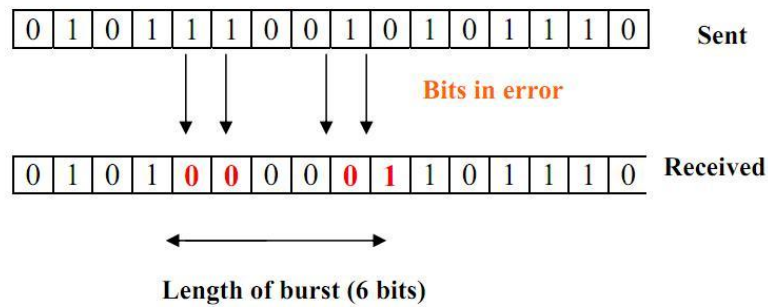 0 1 0 1 1 1 0 0 1 0 1 0 1 1 1 0 Sent
Bits in error
0 1 0 1 0 0 0 0 0 1 1 0 1 1 1 0 Received
Length of burst (6 bits)